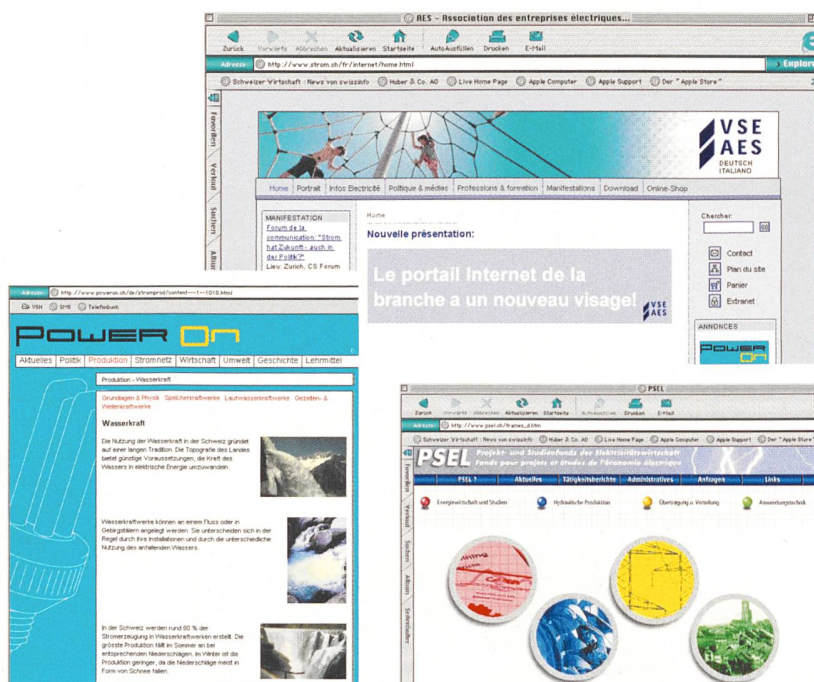 AES - Association des entreprises électriques...
Zurück Vorwärts Abbrechen Aktualisieren Startseite AutoAusfüllen Drucken E-Mail
Adresse: http://www.strom.ch/fr/internet/home.html
Schweizer Wirtschaft : News von swissinfo Huber & Co. AG Live Home Page Apple Computer Apple Support Der "Apple Store"
Favoriten
Verlauf
Suchen
Album
VSE
AES
DEUTSCH
ITALIANO
Home Portrait Infos Electricité Politique & médias Professions & formation Manifestations Download Online-Shop
MANIFESTATION
Forum de la
communication: "Strom
hat Zukunft - auch in
der Politik?"
Lieu: Zurich, CS Forum
Home
Nouvelle présentation:
Le portail Internet de la
branche a un nouveau visage!
VSE
AES
Chercher:
GO
Contact
Plan du site
Panier
Extranet
ANNONCES
POWER
On
Adresse: http://www.poweron.ch/de/stromprod/content---1--1018.html
VSH SMS Telefonbuch
POWER On
Aktuelles Politik Produktion Stromnetz Wirtschaft Umwelt Geschichte Lehrmittel
Produktion - Wasserkraft
Grundlagen & Physik Speicherkraftwerke Laufwasserkraftwerke Gezeiten- &
Wellenkraftwerke
Wasserkraft
Die Nutzung der Wasserkraft in der Schweiz gründet
auf einer langen Tradition. Die Topografie des Landes
bietet günstige Voraussetzungen, die Kraft des
Wassers in elektrische Energie umzuwandeln.
Wasserkraftwerke können an einem Fluss oder in
Gebirgstälern angelegt werden. Sie unterscheiden sich in der
Regel durch ihre Installationen und durch die unterschiedliche
Nutzung des anfallenden Wassers.
In der Schweiz werden rund 60 % der
Stromerzeugung in Wasserkraftwerken erstellt. Die
grösste Produktion fällt im Sommer an bei
entsprechenden Niederschlägen. Im Winter ist die
Produktion geringer, da die Niederschläge meist in
Form von Schnee fallen.
PSEL
Zurück Vorwärts Abbrechen Aktualisieren Startseite AutoAusfüllen Drucken E-Mail
Adresse: http://www.psel.ch/frames_d.htm
Schweizer Wirtschaft : News von swissinfo Huber & Co. AG Live Home Page Apple Computer Apple Support Der "Apple Store"
Favoriten
Verlauf
Suchen
Album
Seitenhalter
PSEL Projekt- und Studienfonds der Elektrizitätswirtschaft
Fonds pour projets et études de l'économie électrique
PSEL ? Aktuelles Tätigkeitsberichte Administratives Anfragen Links
Energiewirtschaft und Studien Hydraulische Produktion Übertragung u. Verteilung Anwendungstechnik